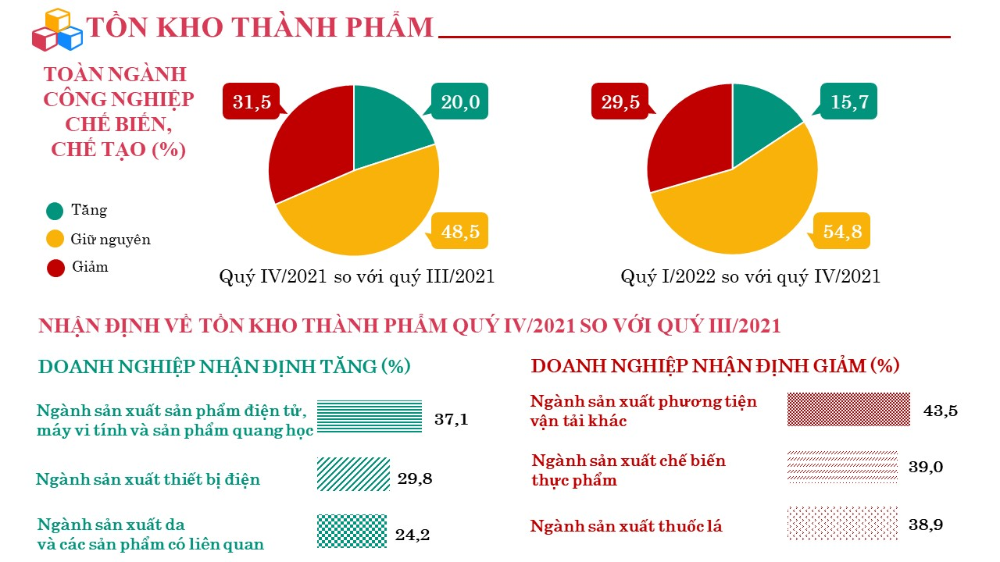 TỒN KHO THÀNH PHẨM
TOÀN NGÀNH
CÔNG NGHIỆP
CHẾ BIẾN,
CHẾ TẠO (%)
Tăng
Giữ nguyên
Giảm
31,5
20,0
48,5
Quý IV/2021 so với quý III/2021
29,5
15,7
54,8
Quý I/2022 so với quý IV/2021
NHẬN ĐỊNH VỀ TỒN KHO THÀNH PHẨM QUÝ IV/2021 SO VỚI QUÝ III/2021
DOANH NGHIỆP NHẬN ĐỊNH TĂNG (%)
Ngành sản xuất sản phẩm điện tử,
máy vi tính và sản phẩm quang học
37,1
Ngành sản xuất thiết bị điện
29,8
Ngành sản xuất da
và các sản phẩm có liên quan
24,2
DOANH NGHIỆP NHẬN ĐỊNH GIẢM (%)
Ngành sản xuất phương tiện
vận tải khác
43,5
Ngành sản xuất chế biến
thực phẩm
39,0
Ngành sản xuất thuốc lá
38,9